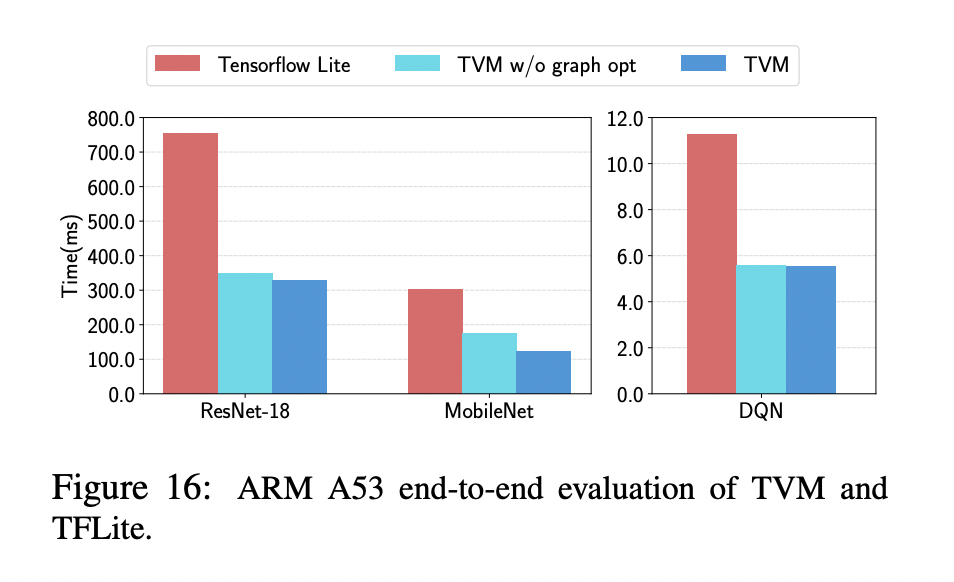 Tensorflow Lite TVM w/o graph opt TVM
800.0
700.0
600.0
500.0
400.0
300.0
200.0
100.0
0.0
Time(ms)
ResNet-18 MobileNet
12.0
10.0
8.0
6.0
4.0
2.0
0.0
DQN
Figure 16: ARM A53 end-to-end evaluation of TVM and
TFLite.